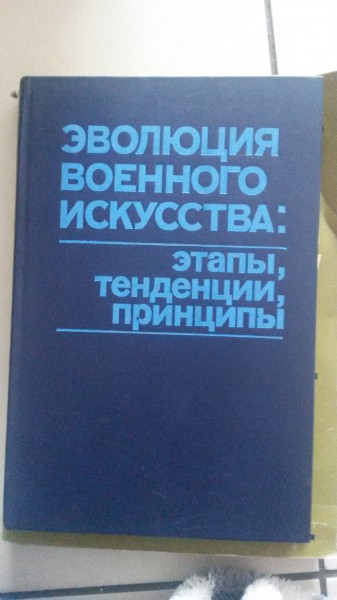 ЭВОЛЮЦИЯ
ВОЕННОГО
ИСКУССТВА:
этапы,
тенденции,
принципы